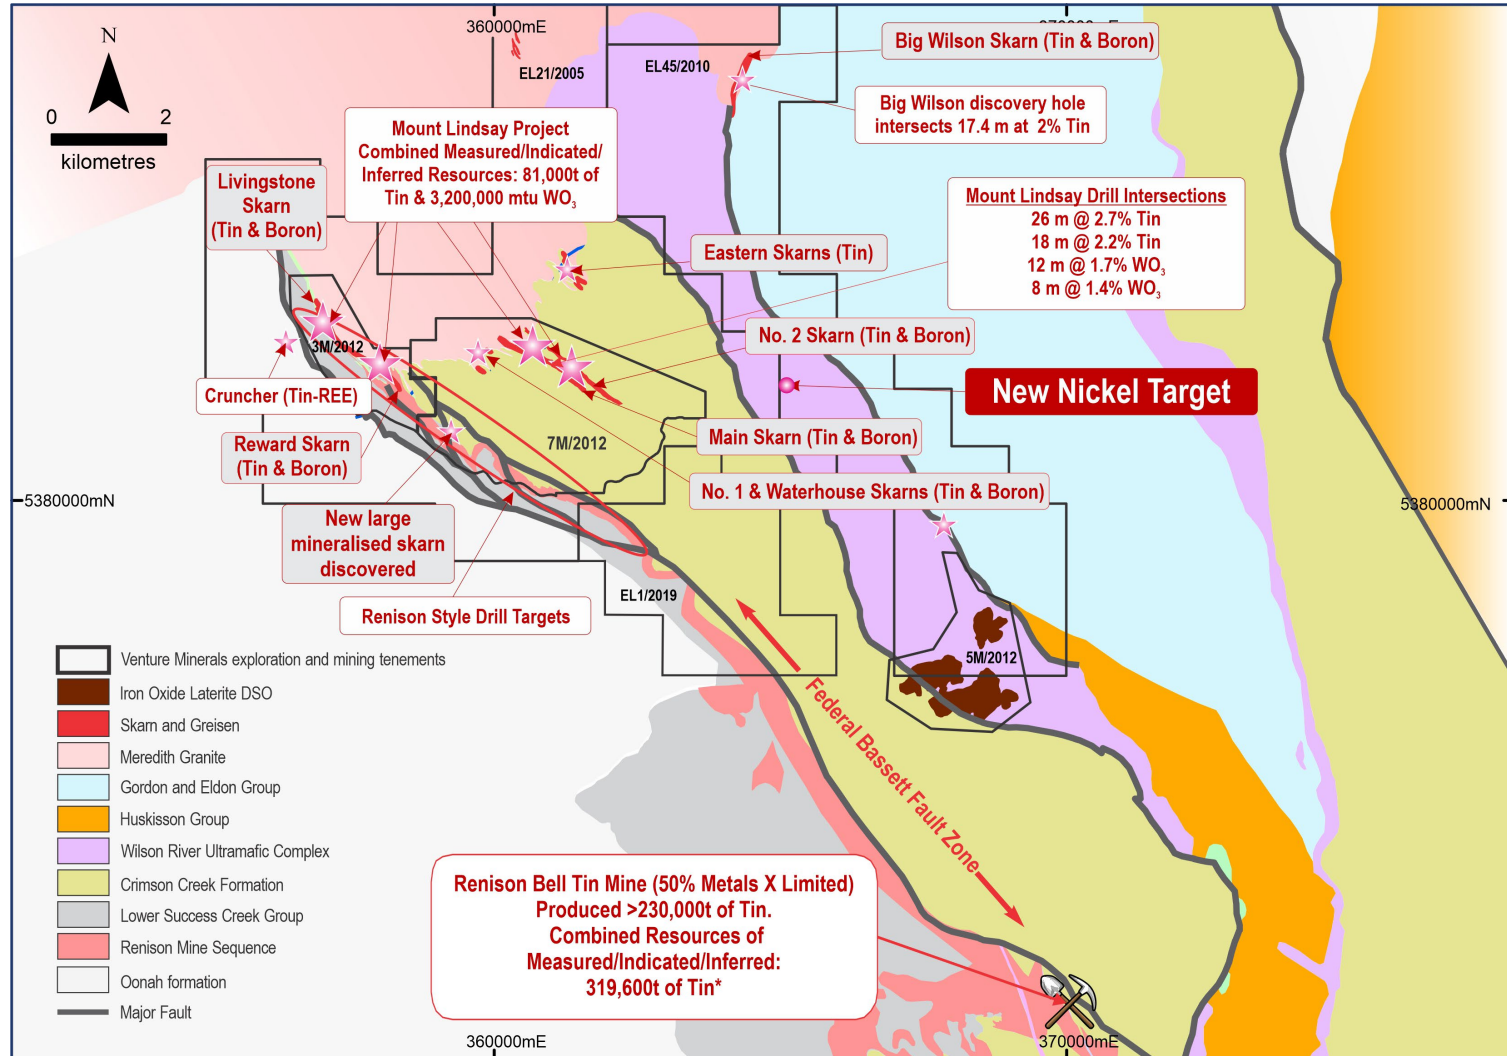 360000mE
370000mE
N
0 2
kilometres
EL21/2005
EL45/2010
Big Wilson Skarn (Tin & Boron)
Big Wilson discovery hole
intersects 17.4 m at 2% Tin
Mount Lindsay Project
Combined Measured/Indicated/
Inferred Resources: 81,000t of
Tin & 3,200,000 mtu WO₃
Livingstone
Skarn
(Tin & Boron)
Mount Lindsay Drill Intersections
26 m @ 2.7% Tin
18 m @ 2.2% Tin
12 m @ 1.7% WO₃
8 m @ 1.4% WO₃
Eastern Skarns (Tin)
3M/2012
No. 2 Skarn (Tin & Boron)
Cruncher (Tin-REE)
New Nickel Target
Reward Skarn
(Tin & Boron)
7M/2012
Main Skarn (Tin & Boron)
No. 1 & Waterhouse Skarns (Tin & Boron)
5380000mN
5380000mN
New large
mineralised skarn
discovered
EL1/2019
Renison Style Drill Targets
5M/2012
Federal Bassett Fault Zone
Venture Minerals exploration and mining tenements
Iron Oxide Laterite DSO
Skarn and Greisen
Meredith Granite
Gordon and Eldon Group
Huskisson Group
Wilson River Ultramafic Complex
Crimson Creek Formation
Lower Success Creek Group
Renison Mine Sequence
Oonah formation
Major Fault
Renison Bell Tin Mine (50% Metals X Limited)
Produced >230,000t of Tin.
Combined Resources of
Measured/Indicated/Inferred:
319,600t of Tin*
360000mE
370000mE